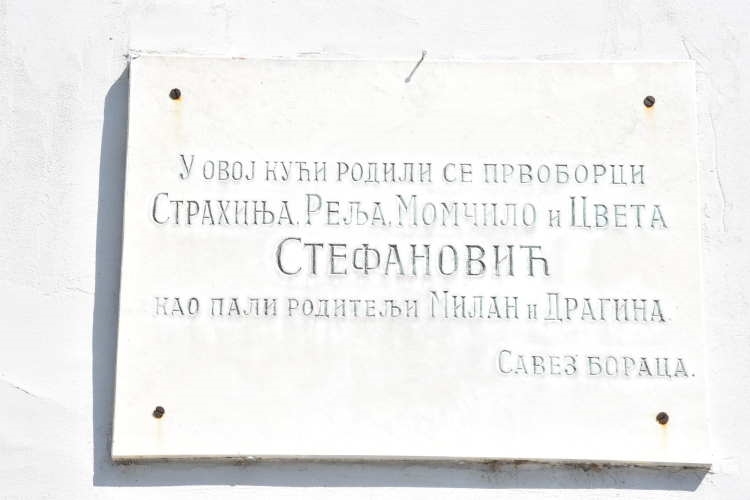 У ОВОЈ КУЋИ РОДИЛИ СЕ ПРВОБОРЦИ
СТРАХИЊА, РЕЉА, МОМЧИЛО И ЦВЕТА
СТЕФАНОВИЋ
КАО ПАЛИ РОДИТЕЉИ МИЛАН И ДРАГИНА.
САВЕЗ БОРАЦА.